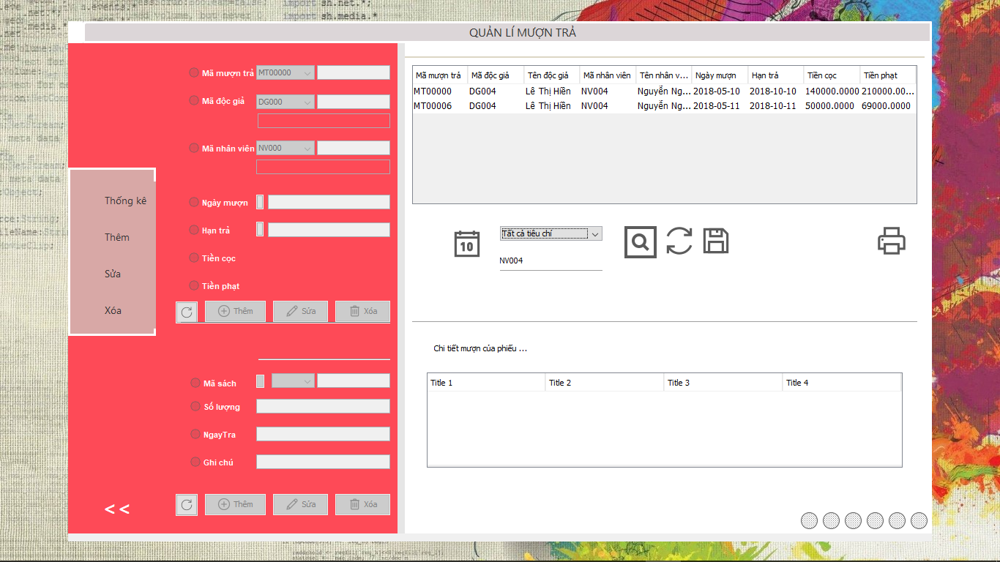 QUẢN LÍ MƯỢN TRẢ
Mã mượn trả MT00000
Mã độc giả DG000
Mã nhân viên NV000
Ngày mượn
Hạn trả
Tiền cọc
Tiền phạt
Thêm Sửa Xóa
Thống kê
Thêm
Sửa
Xóa
Mã sách
Số lượng
NgayTra
Ghi chú
<< Thêm Sửa Xóa
Mã mượn trả Mã độc giả Tên độc giả Mã nhân viên Tên nhân v... Ngày mượn Hạn trả Tiền cọc Tiền phạt
MT00000 DG004 Lê Thị Hiền NV004 Nguyễn Ng... 2018-05-10 2018-10-10 140000.0000 210000.00...
MT00006 DG004 Lê Thị Hiền NV004 Nguyễn Ng... 2018-05-11 2018-10-11 50000.0000 69000.0000
10 Tất cả tiêu chí
NV004
Chi tiết mượn của phiếu ...
Title 1 Title 2 Title 3 Title 4
import sh.net.*;
import sh.media.*